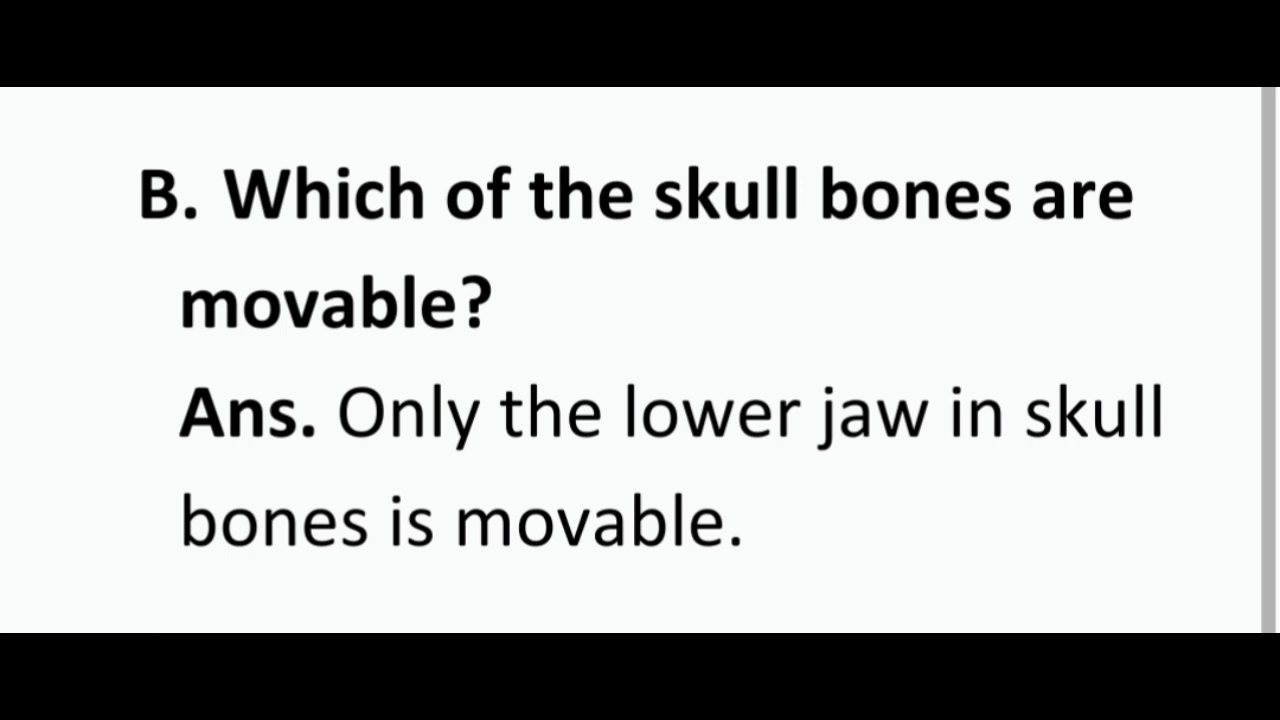 B. Which of the skull bones are
movable?
Ans. Only the lower jaw in skull
bones is movable.